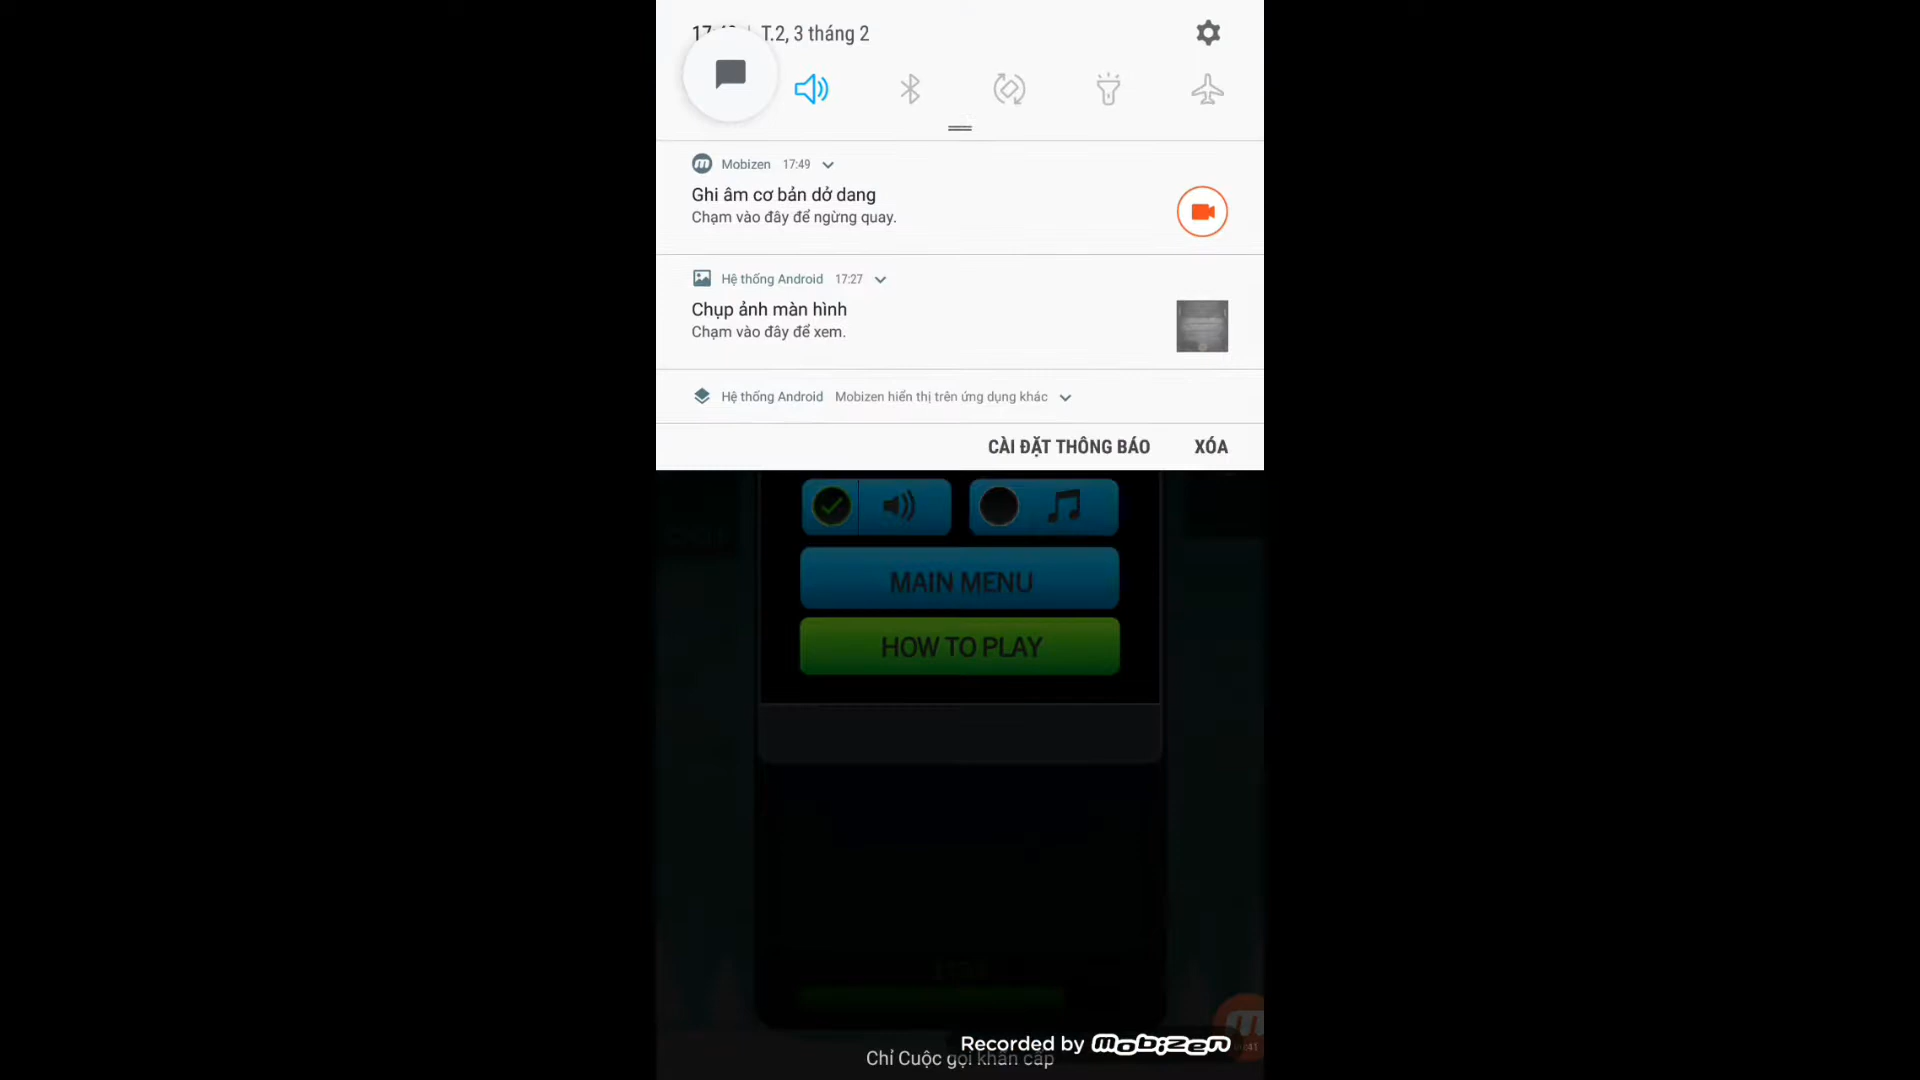 T.2, 3 tháng 2
Mobizen 17:49
Ghi âm cơ bản dở dang
Chạm vào đây để ngừng quay.
Hệ thống Android 17:27
Chụp ảnh màn hình
Chạm vào đây để xem.
Hệ thống Android Mobizen hiển thị trên ứng dụng khác
CÀI ĐẶT THÔNG BÁO XÓA
MAIN MENU
HOW TO PLAY
Recorded by mobizen
Chỉ Cuộc gọi khẩn cấp